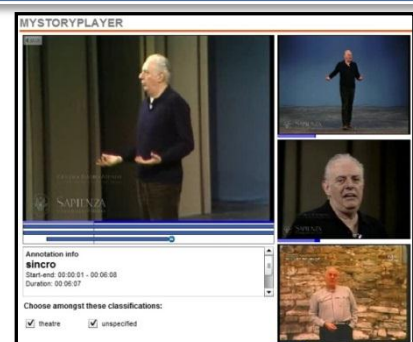 MYSTORYPLAYER
SAPIENZA
Annotation info
sincro
Start-end: 00:00:01 - 00:06:08
Duration: 00:06:07
Choose amongst these classifications:
theatre
unspecified